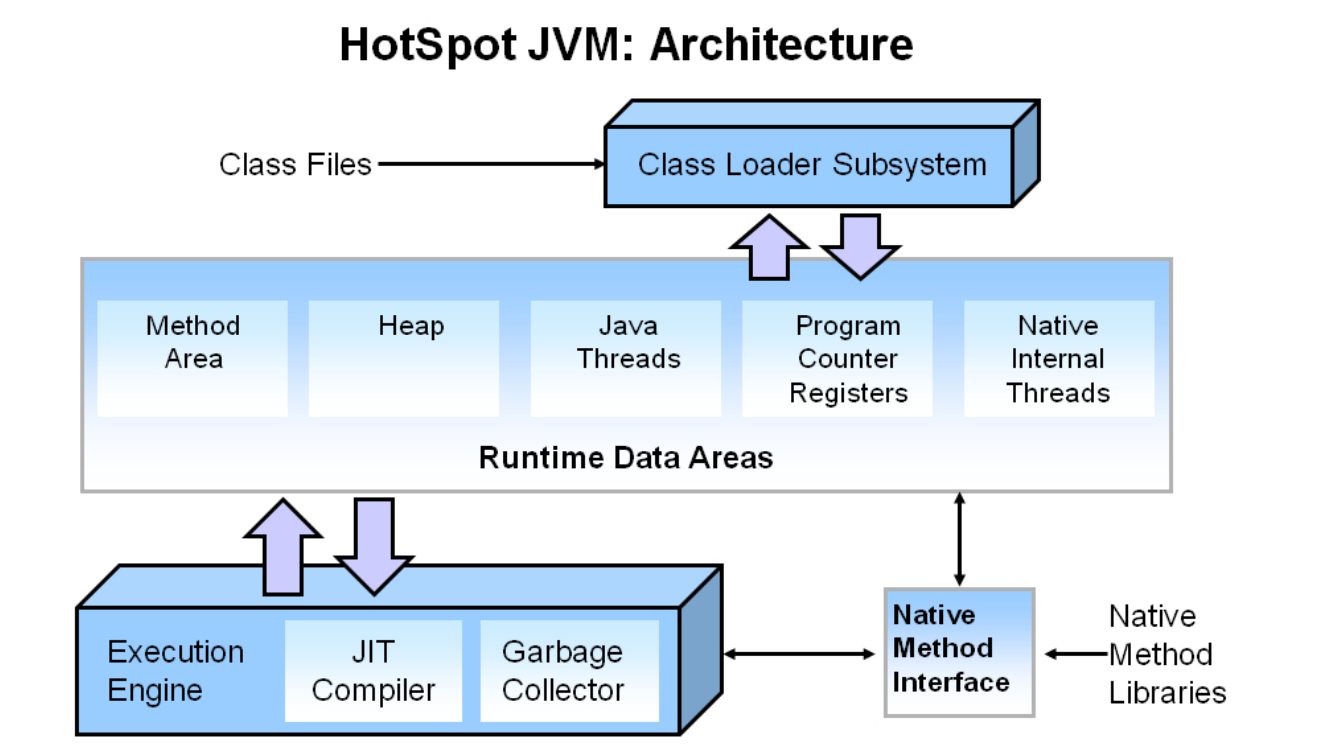 HotSpot JVM: Architecture
Class Files
Class Loader Subsystem
Method
Area
Heap
Java
Threads
Program
Counter
Registers
Native
Internal
Threads
Runtime Data Areas
Execution
Engine
JIT
Compiler
Garbage
Collector
Native
Method
Interface
Native
Method
Libraries